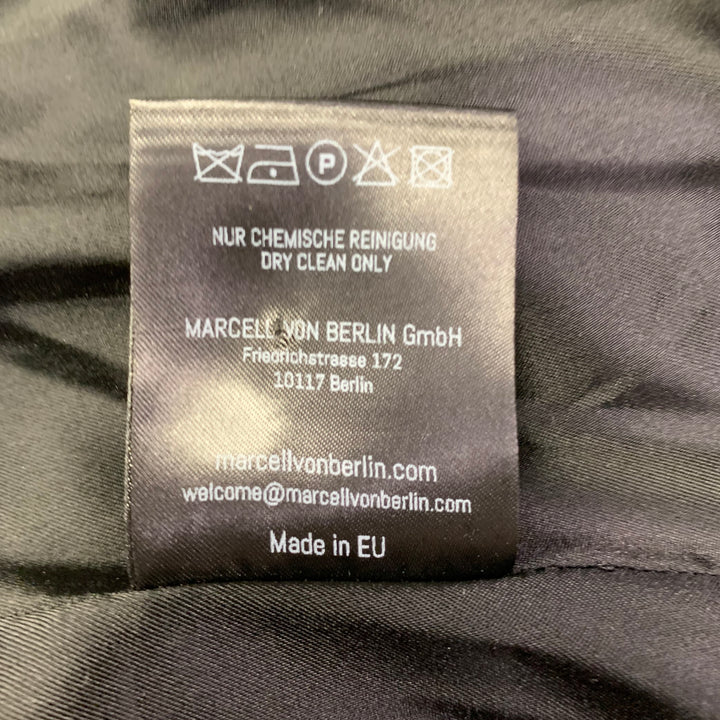 P
NUR CHEMISCHE REINIGUNG
DRY CLEAN ONLY
MARCELL VON BERLIN GmbH
Friedrichstrasse 172
10117 Berlin
marcellvonberlin.com
welcome@marcellvonberlin.com
Made in EU